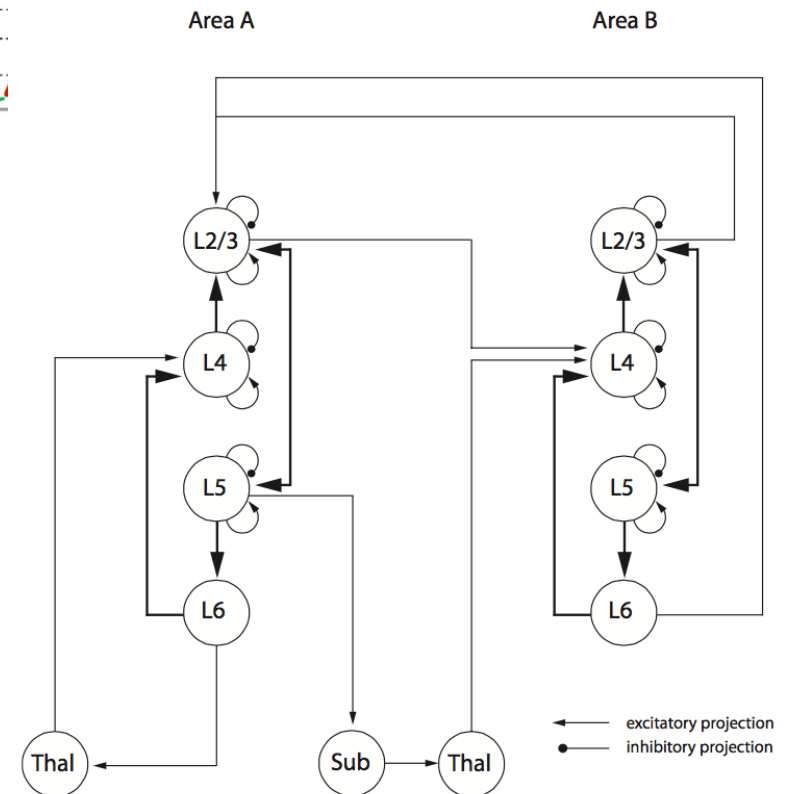 Area A
Area B
L2/3
L2/3
L4
L4
L5
L5
L6
L6
excitatory projection
inhibitory projection
Thal
Sub
Thal